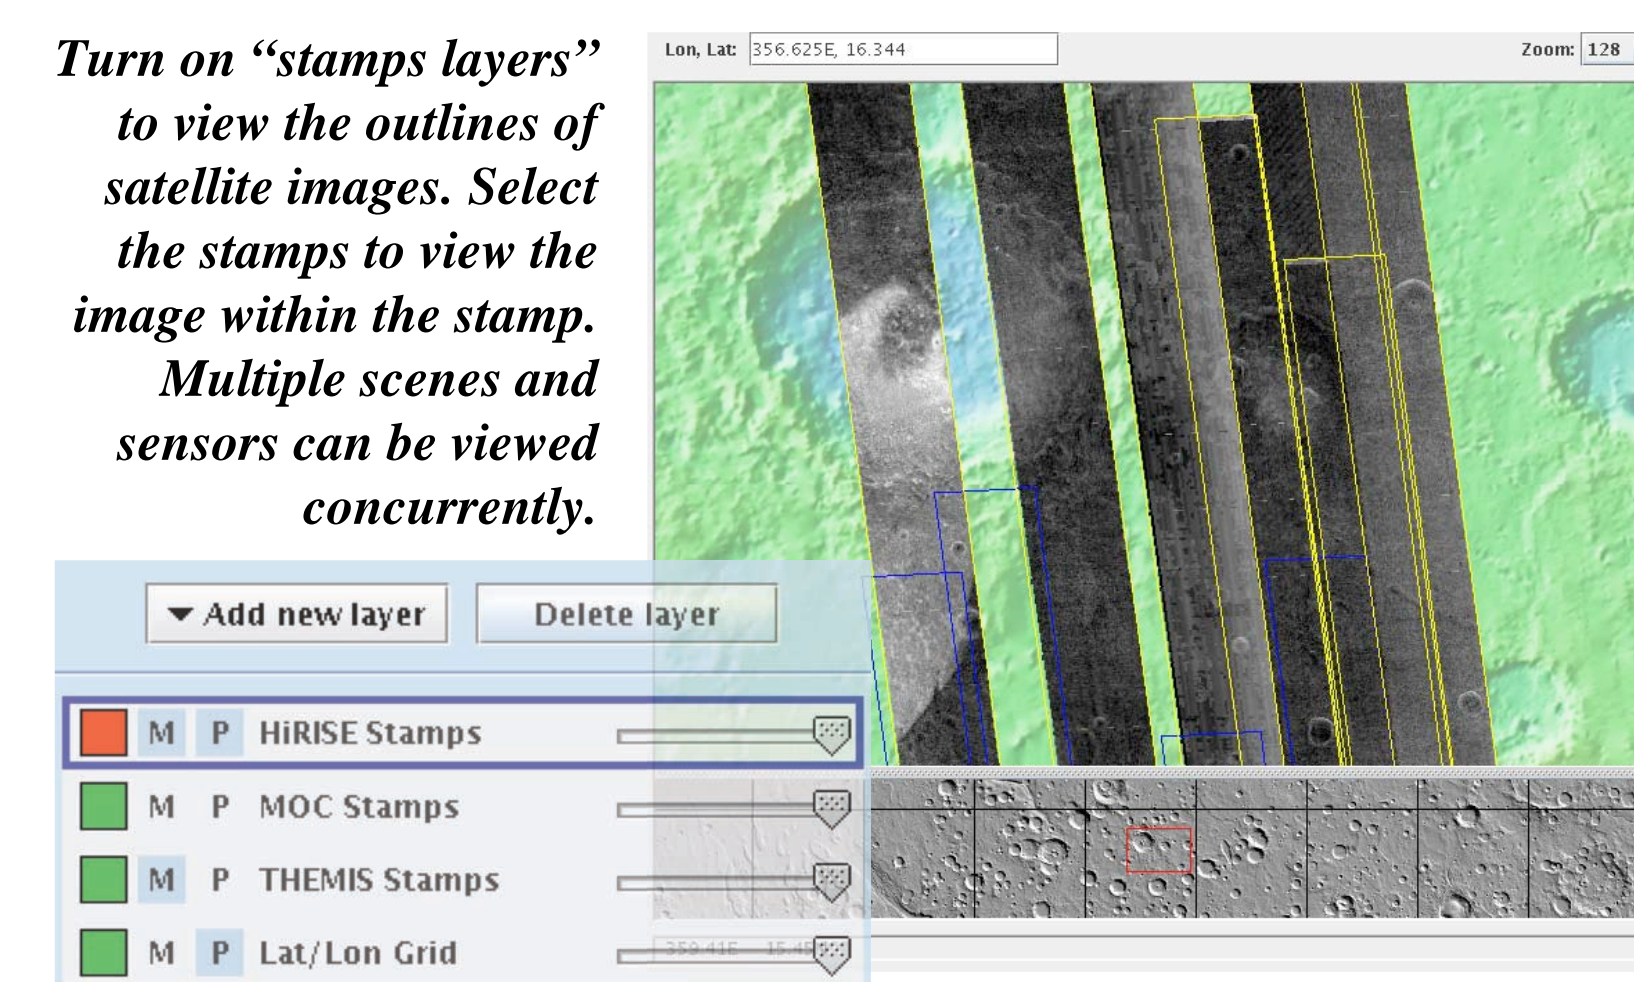 Turn on “stamps layers”
to view the outlines of
satellite images. Select
the stamps to view the
image within the stamp.
Multiple scenes and
sensors can be viewed
concurrently.
Lon, Lat: 356.625E, 16.344
Zoom: 128
Add new layer
Delete layer
M P HiRISE Stamps
M P MOC Stamps
M P THEMIS Stamps
M P Lat/Lon Grid
359.41E